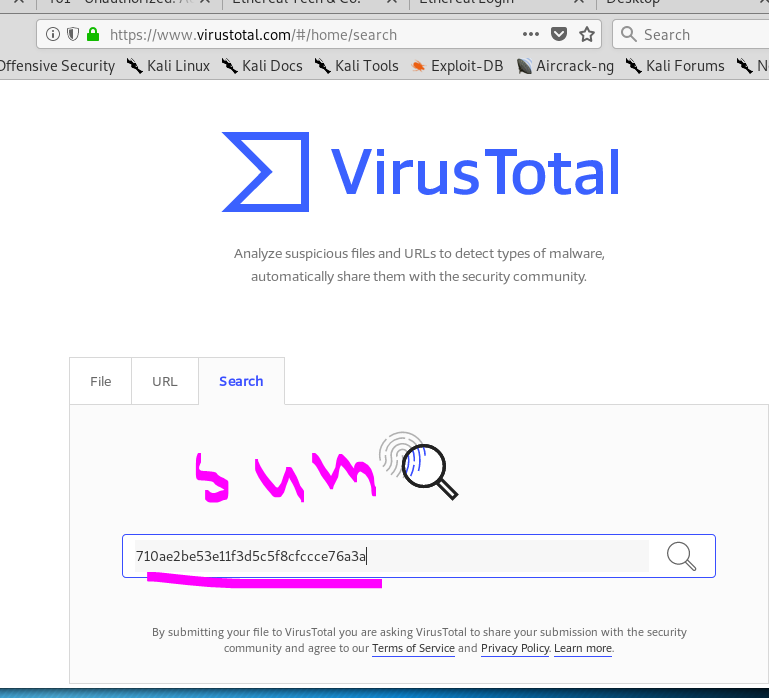 401 - Unauthorized: Ac
Ethereal Tech & Co.
Ethereal Login
Desktop
https://www.virustotal.com/#/home/search
Search
Offensive Security Kali Linux Kali Docs Kali Tools Exploit-DB Aircrack-ng Kali Forums
VirusTotal
Analyze suspicious files and URLs to detect types of malware,
automatically share them with the security community.
File URL Search
sum
710ae2be53e11f3d5c5f8cfccce76a3a
By submitting your file to VirusTotal you are asking VirusTotal to share your submission with the security
community and agree to our Terms of Service and Privacy Policy. Learn more.